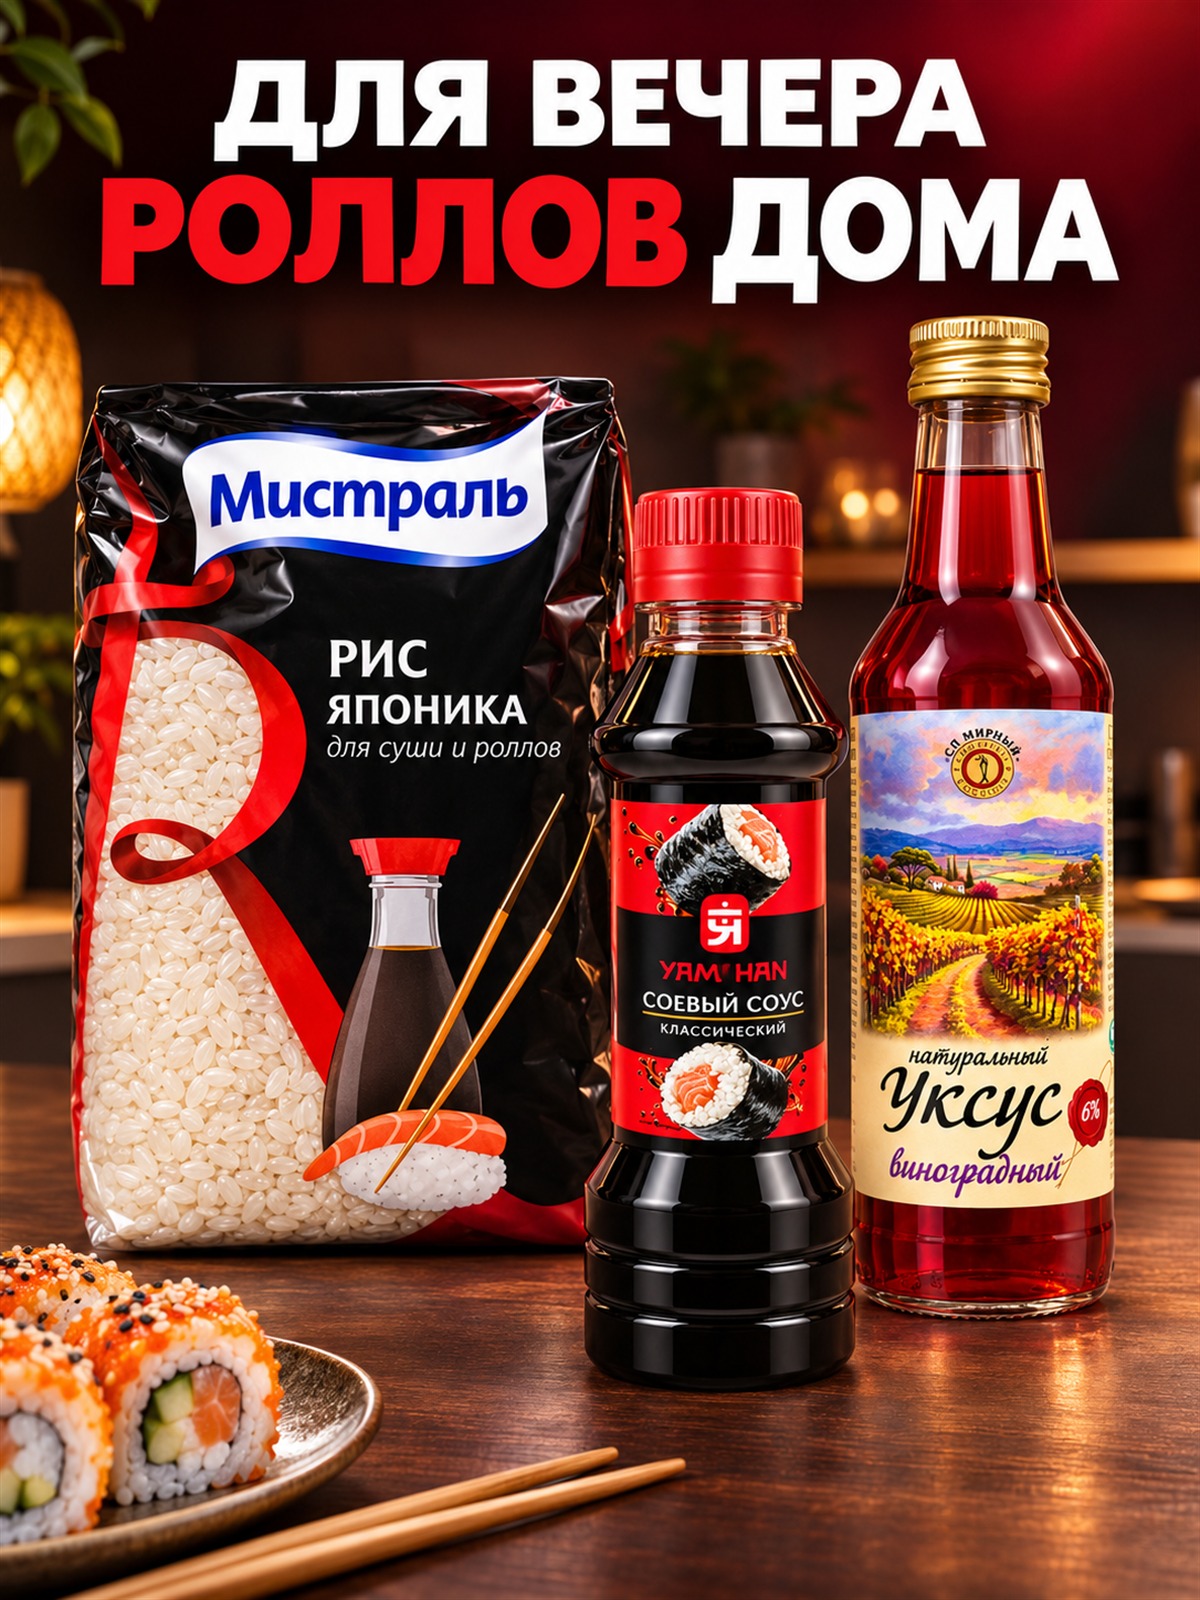 ДЛЯ ВЕЧЕРА
РОЛЛОВ ДОМА
Мистраль
РИС
ЯПОНИКА
для суши и роллов
Я
YAM' HAN
СОЕВЫЙ СОУС
КЛАССИЧЕСКИЙ
СП МИРНЫЙ
натуральный
Уксус
6%
виноградный